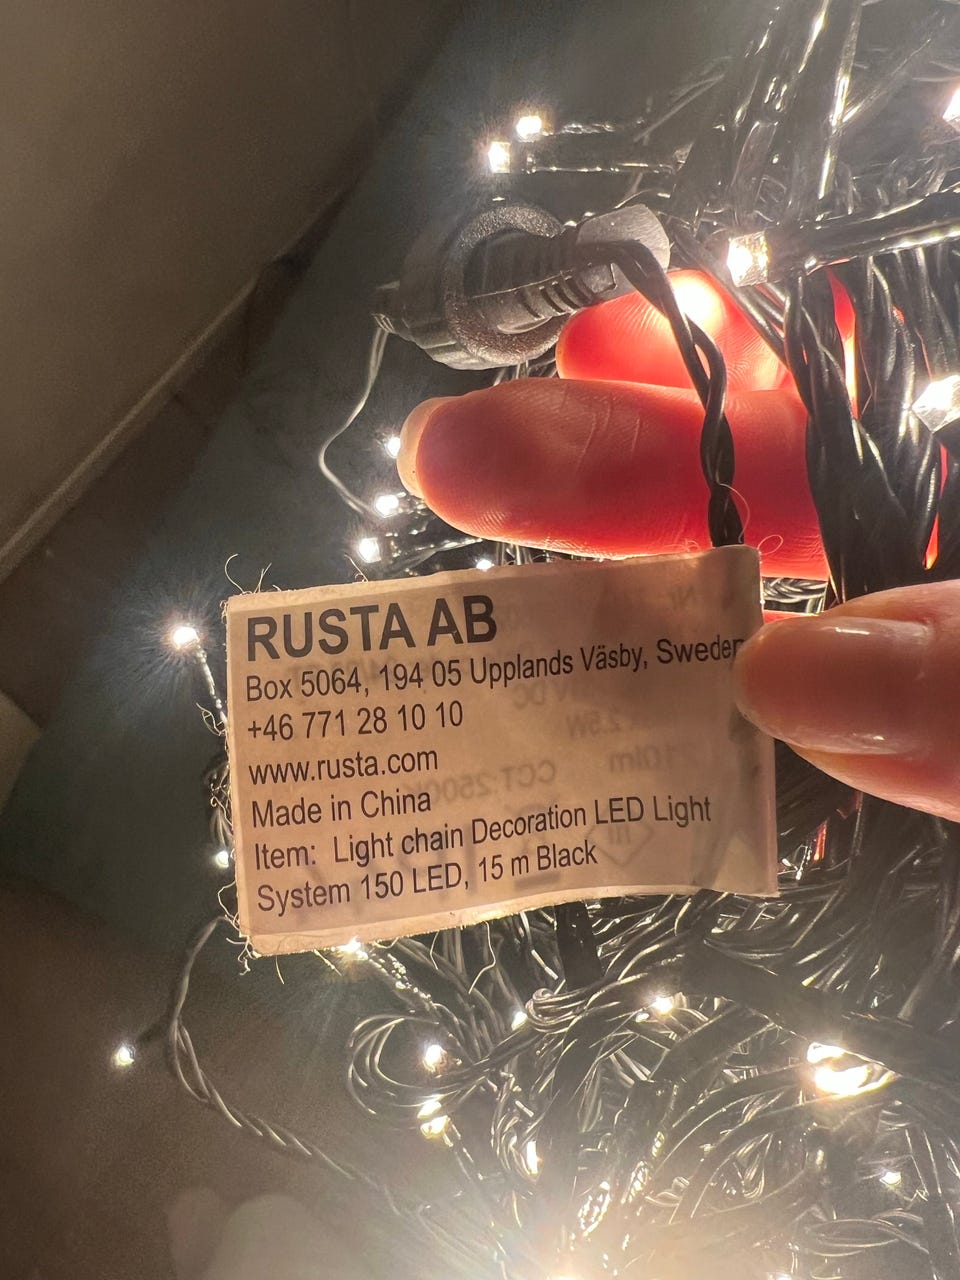 RUSTA AB
Box 5064, 194 05 Upplands Väsby, Sweden
+46 771 28 10 10
www.rusta.com
Made in China
Item: Light chain Decoration LED Light
System 150 LED, 15 m Black